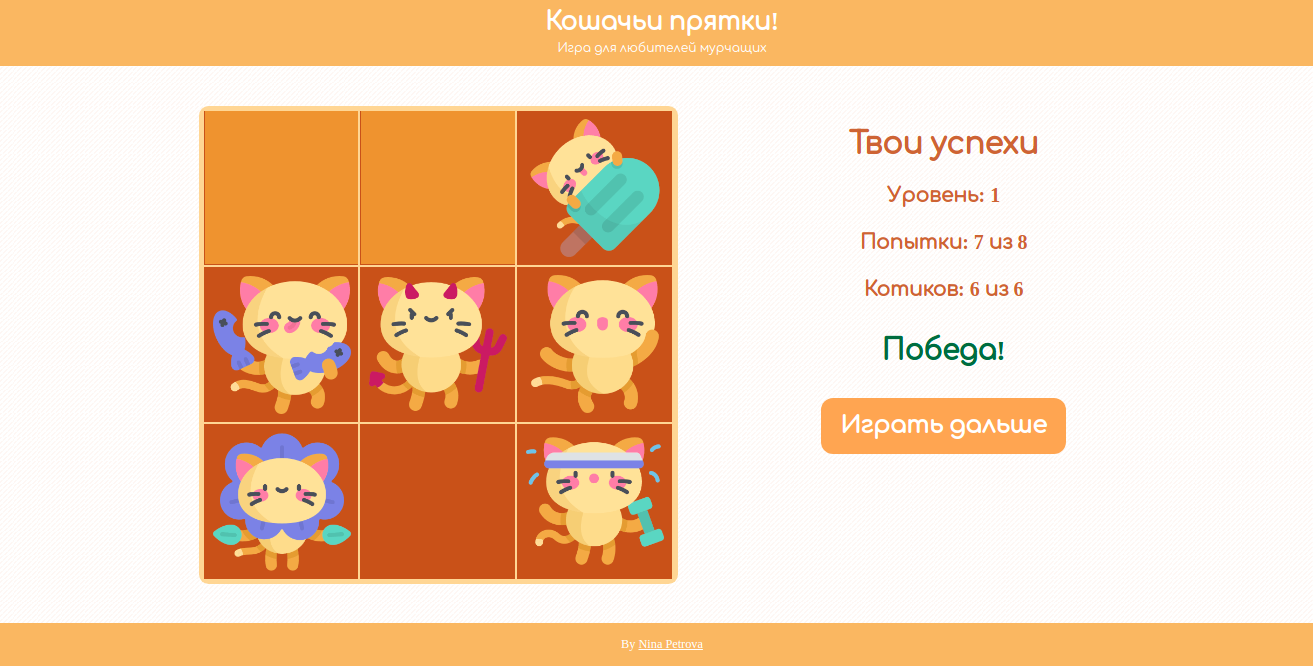 Кошачьи прятки!
Игра для любителей мурчащих
Твои успехи
Уровень: 1
Попытки: 7 из 8
Котиков: 6 из 6
Победа!
Играть дальше
By Nina Petrova